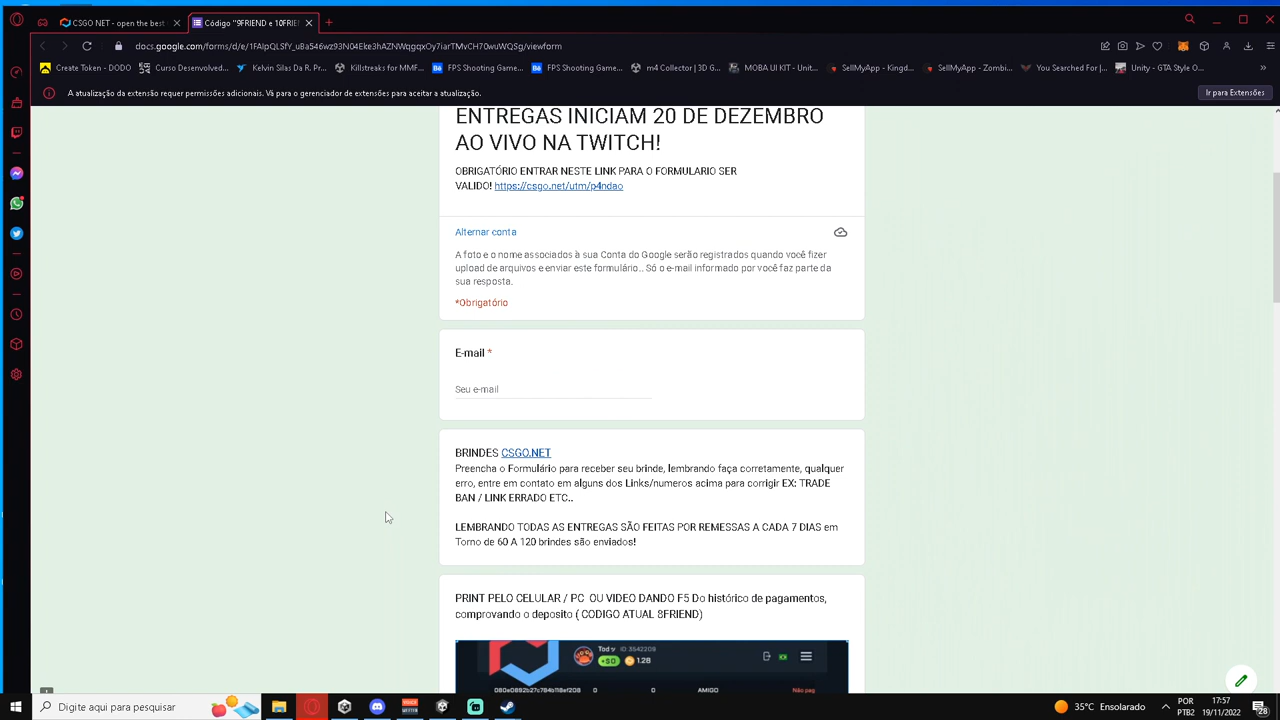 CSGO NET - open the best
Código "9FRIEND e 10FRIE
docs.google.com/forms/d/e/1FAIpQLSfY_uBa546wz93N04Eke3hAZNWqgqxOy7iarTMvCH70wuWQSg/viewform
Create Token - DODO
Curso Desenvolved...
Kelvin Silas Da R. Pr...
Killstreaks for MMF...
FPS Shooting Game...
FPS Shooting Game...
m4 Collector | 3D G...
MOBA UI KIT - Unit...
SellMyApp - Kingd...
SellMyApp - Zombi...
You Searched For |...
Unity - GTA Style O...
A atualização da extensão requer permissões adicionais. Vá para o gerenciador de extensões para aceitar a atualização.
Ir para Extensões
ENTREGAS INICIAM 20 DE DEZEMBRO
AO VIVO NA TWITCH!
OBRIGATÓRIO ENTRAR NESTE LINK PARA O FORMULARIO SER
VALIDO! https://csgo.net/utm/p4ndao
Alternar conta
A foto e o nome associados à sua Conta do Google serão registrados quando você fizer
upload de arquivos e enviar este formulário.. Só o e-mail informado por você faz parte da
sua resposta.
*Obrigatório
E-mail *
Seu e-mail
BRINDES CSGO.NET
Preencha o Formulário para receber seu brinde, lembrando faça corretamente, qualquer
erro, entre em contato em alguns dos Links/numeros acima para corrigir EX: TRADE
BAN / LINK ERRADO ETC..
LEMBRANDO TODAS AS ENTREGAS SÃO FEITAS POR REMESSAS A CADA 7 DIAS em
Torno de 60 A 120 brindes são enviados!
PRINT PELO CELULAR / PC OU VIDEO DANDO F5 Do histórico de pagamentos,
comprovando o deposito ( CODIGO ATUAL 8FRIEND)
ID 3542209
+50 1.28
0 0 AMIGO Não pag
Digite aqui para pesquisar
35°C Ensolarado
POR
PTB2
17:57
19/11/2022
28